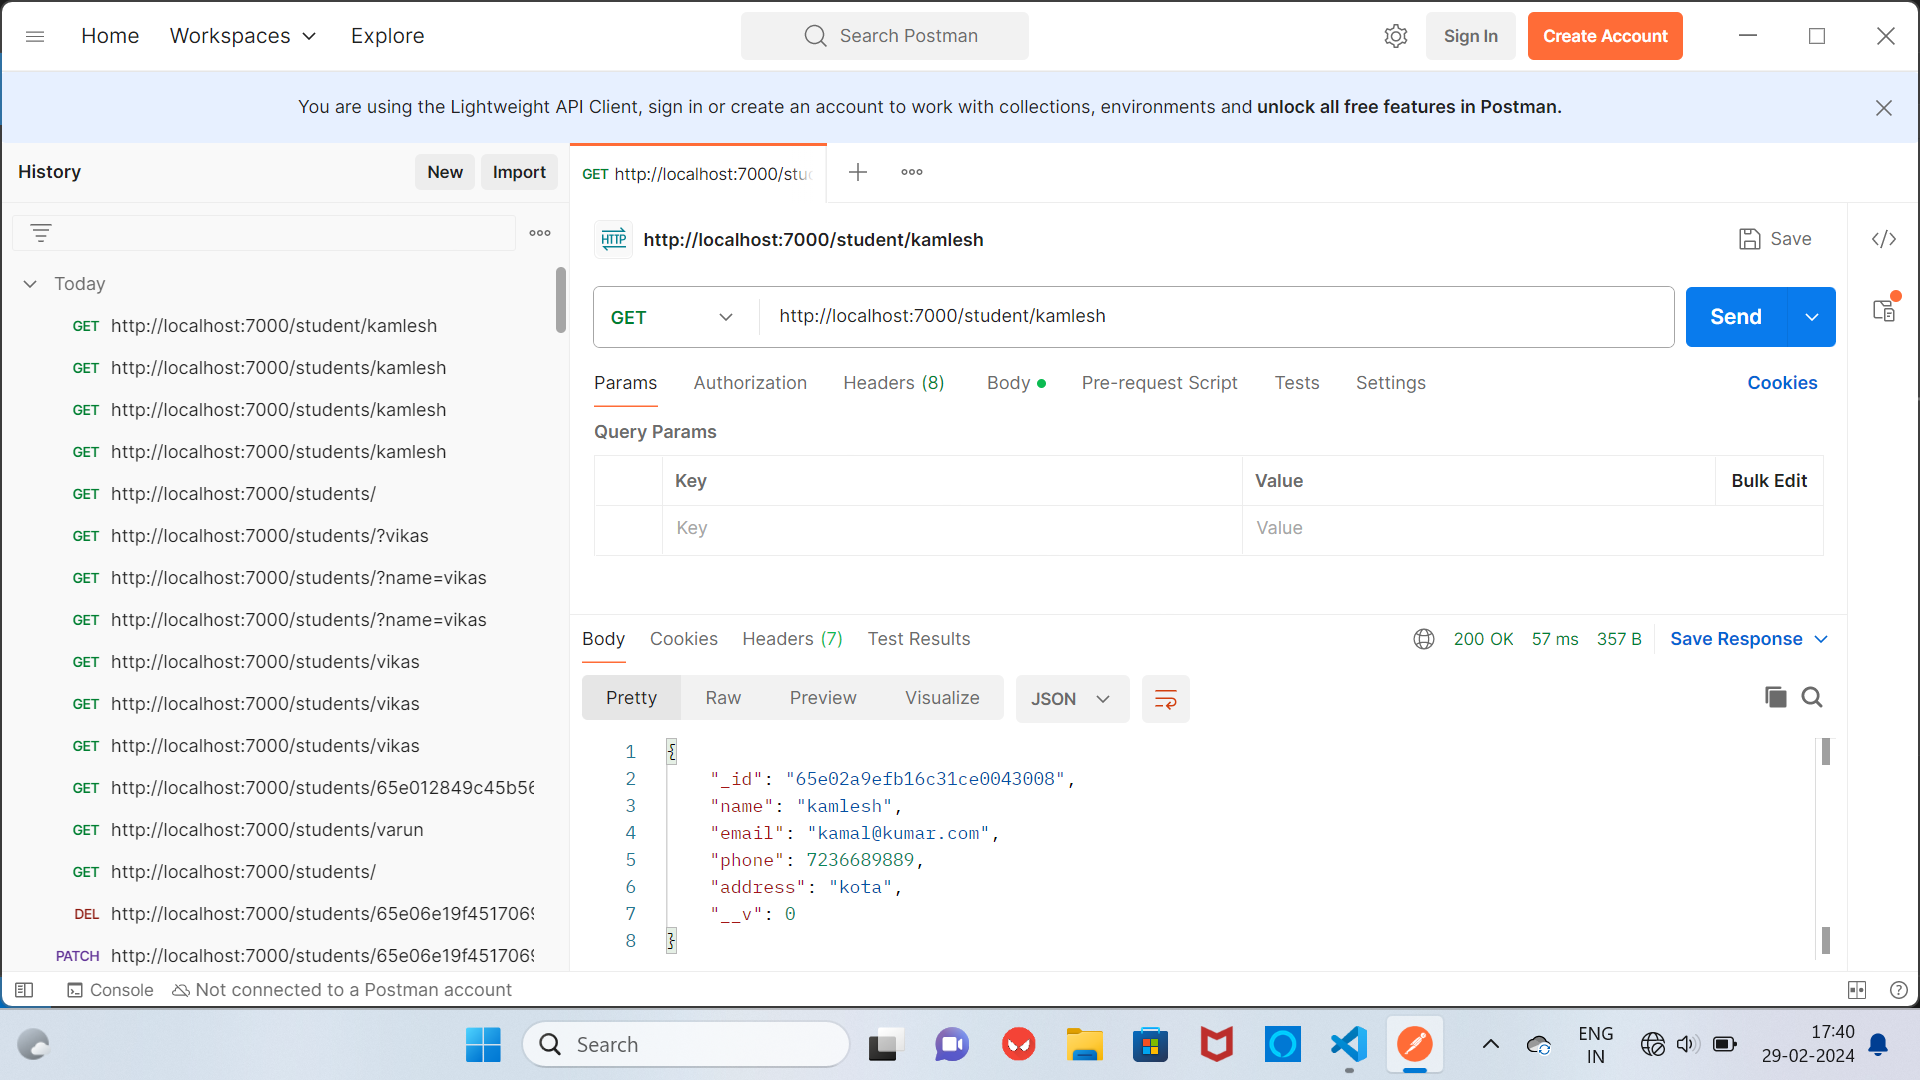 Home
Workspaces
Explore
Search Postman
Sign In
Create Account
You are using the Lightweight API Client, sign in or create an account to work with collections, environments and unlock all free features in Postman.
History
New
Import
GET http://localhost:7000/stu
HTTP
http://localhost:7000/student/kamlesh
Save
Today
GET http://localhost:7000/student/kamlesh
GET http://localhost:7000/students/kamlesh
GET http://localhost:7000/students/kamlesh
GET http://localhost:7000/students/kamlesh
GET http://localhost:7000/students/
GET http://localhost:7000/students/?vikas
GET http://localhost:7000/students/?name=vikas
GET http://localhost:7000/students/?name=vikas
GET http://localhost:7000/students/vikas
GET http://localhost:7000/students/vikas
GET http://localhost:7000/students/vikas
GET http://localhost:7000/students/65e012849c45b56
GET http://localhost:7000/students/varun
GET http://localhost:7000/students/
DEL http://localhost:7000/students/65e06e19f451706
PATCH http://localhost:7000/students/65e06e19f451706
GET
http://localhost:7000/student/kamlesh
Send
Params
Authorization
Headers (8)
Body
Pre-request Script
Tests
Settings
Cookies
Query Params
Key
Value
Bulk Edit
Key
Value
Body
Cookies
Headers (7)
Test Results
200 OK
57 ms
357 B
Save Response
Pretty
Raw
Preview
Visualize
JSON
1 {
2 "_id": "65e02a9efb16c31ce0043008",
3 "name": "kamlesh",
4 "email": "kamal@kumar.com",
5 "phone": 7236689889,
6 "address": "kota",
7 "__v": 0
8 }
Console
Not connected to a Postman account
Search
ENG
IN
17:40
29-02-2024